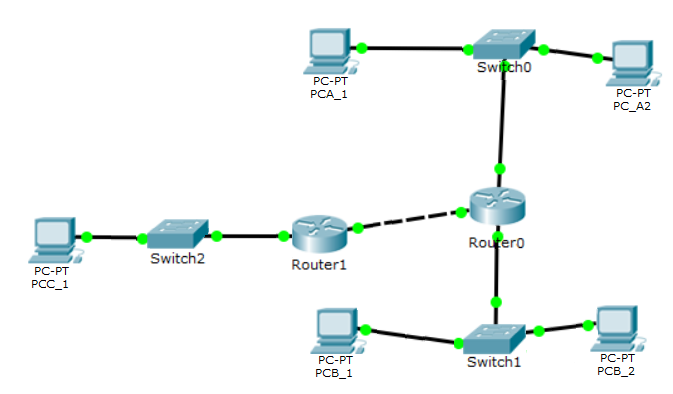 Switch0
PC-PT
PCA_1
PC-PT
PC_A2
Router0
Switch2
Router1
PC-PT
PCC_1
Switch1
PC-PT
PCB_1
PC-PT
PCB_2